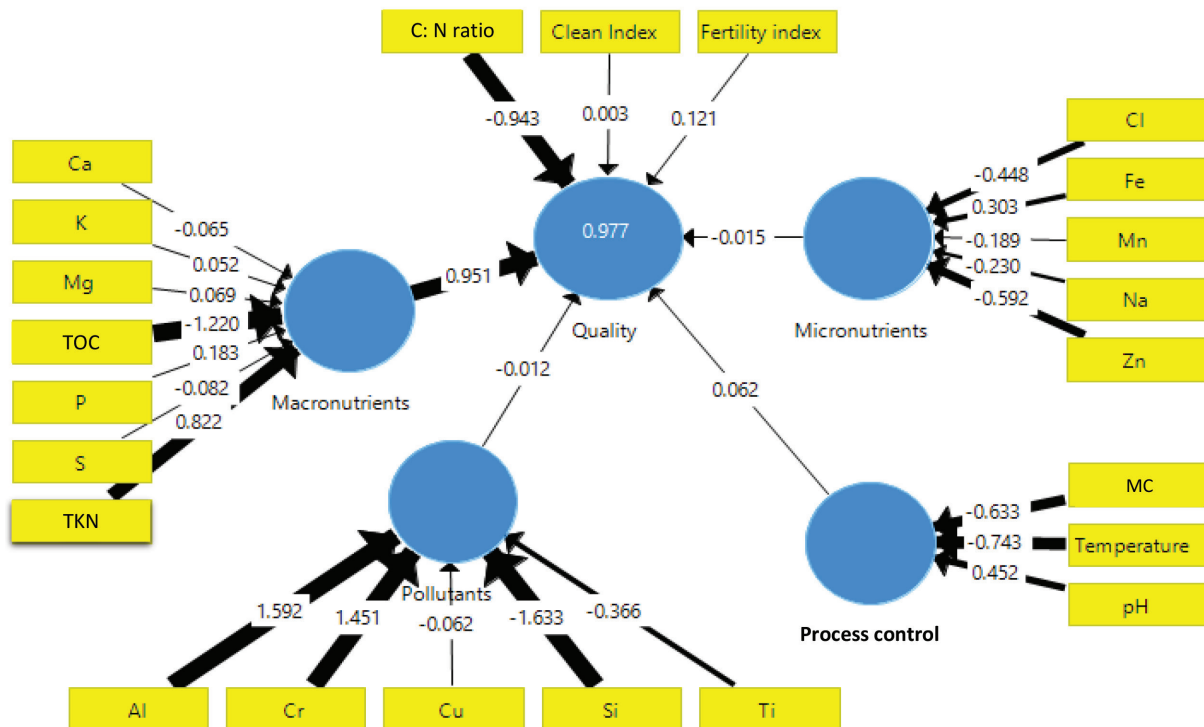 C: N ratio
Clean Index
Fertility index
-0.943
0.003
0.121
Ca
K
Mg
TOC
P
S
TKN
-0.065
0.052
0.069
-1.220
0.183
-0.082
0.822
Macronutrients
0.951
0.977
Quality
-0.015
Micronutrients
Cl
Fe
Mn
Na
Zn
-0.448
0.303
-0.189
-0.230
-0.592
-0.012
0.062
Pollutants
1.592
1.451
-0.062
-1.633
-0.366
Al
Cr
Cu
Si
Ti
Process control
-0.633
-0.743
0.452
MC
Temperature
pH